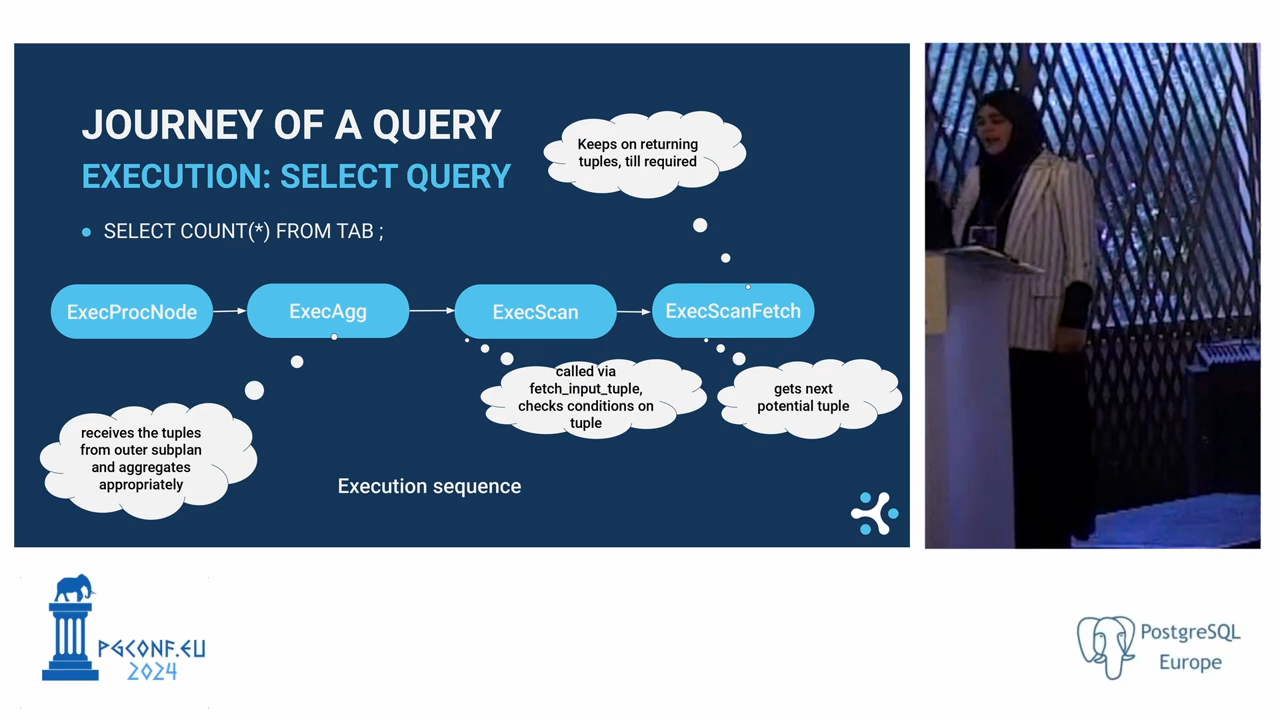 JOURNEY OF A QUERY
EXECUTION: SELECT QUERY
SELECT COUNT(*) FROM TAB ;
Keeps on returning
tuples, till required
ExecProcNode
ExecAgg
ExecScan
ExecScanFetch
called via
fetch_input_tuple,
checks conditions on
tuple
gets next
potential tuple
receives the tuples
from outer subplan
and aggregates
appropriately
Execution sequence
PGCONF.EU
2024
PostgreSQL
Europe